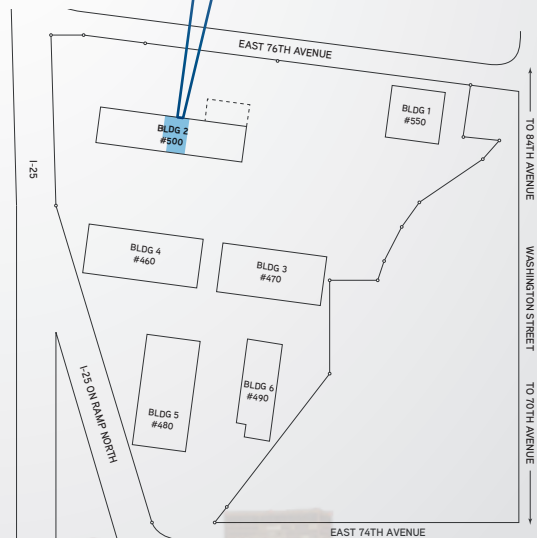 EAST 76TH AVENUE
BLDG 1
#550
BLDG 2
#500
TO 84TH AVENUE
I-25
BLDG 4
#460
BLDG 3
#470
WASHINGTON STREET
I-25 ON RAMP NORTH
BLDG 5
#480
BLDG 6
#490
TO 70TH AVENUE
EAST 74TH AVENUE